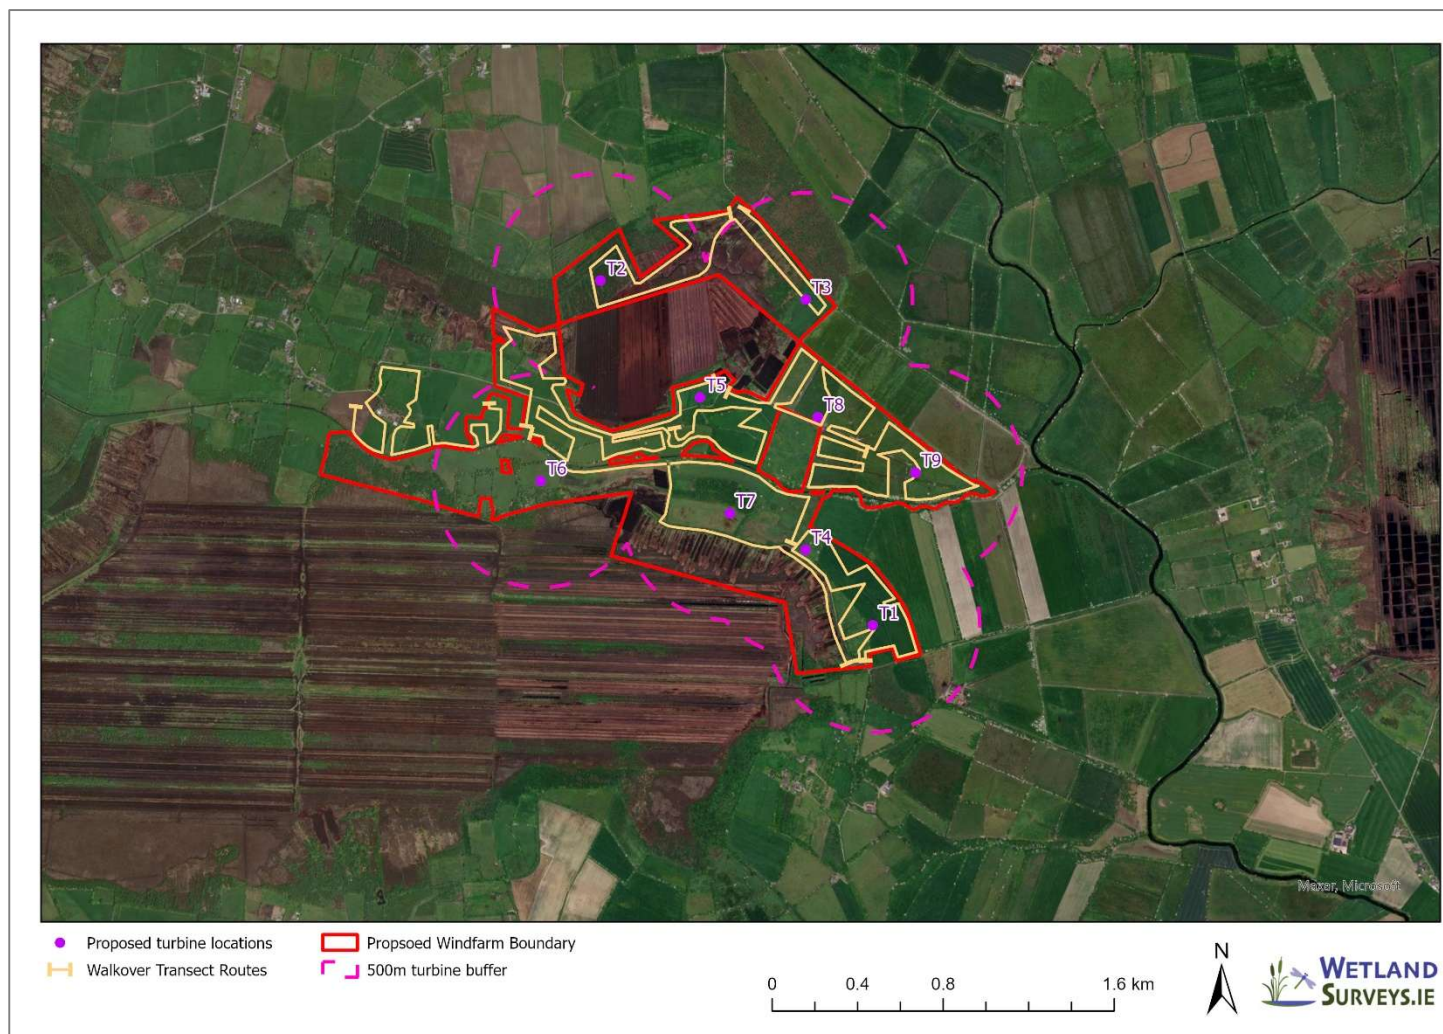 T2
T3
T5
T8
T9
T6
T7
T4
T1
Maxar, Microsoft
Proposed turbine locations
Propsoed Windfarm Boundary
Walkover Transect Routes
500m turbine buffer
0 0.4 0.8 1.6 km
N
WETLAND
SURVEYS.IE